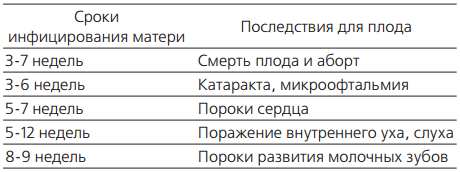 Сроки инфицирования матери Последствия для плода
3-7 недель Смерть плода и аборт
3-6 недель Катаракта, микроофтальмия
5-7 недель Пороки сердца
5-12 недель Поражение внутреннего уха, слуха
8-9 недель Пороки развития молочных зубов